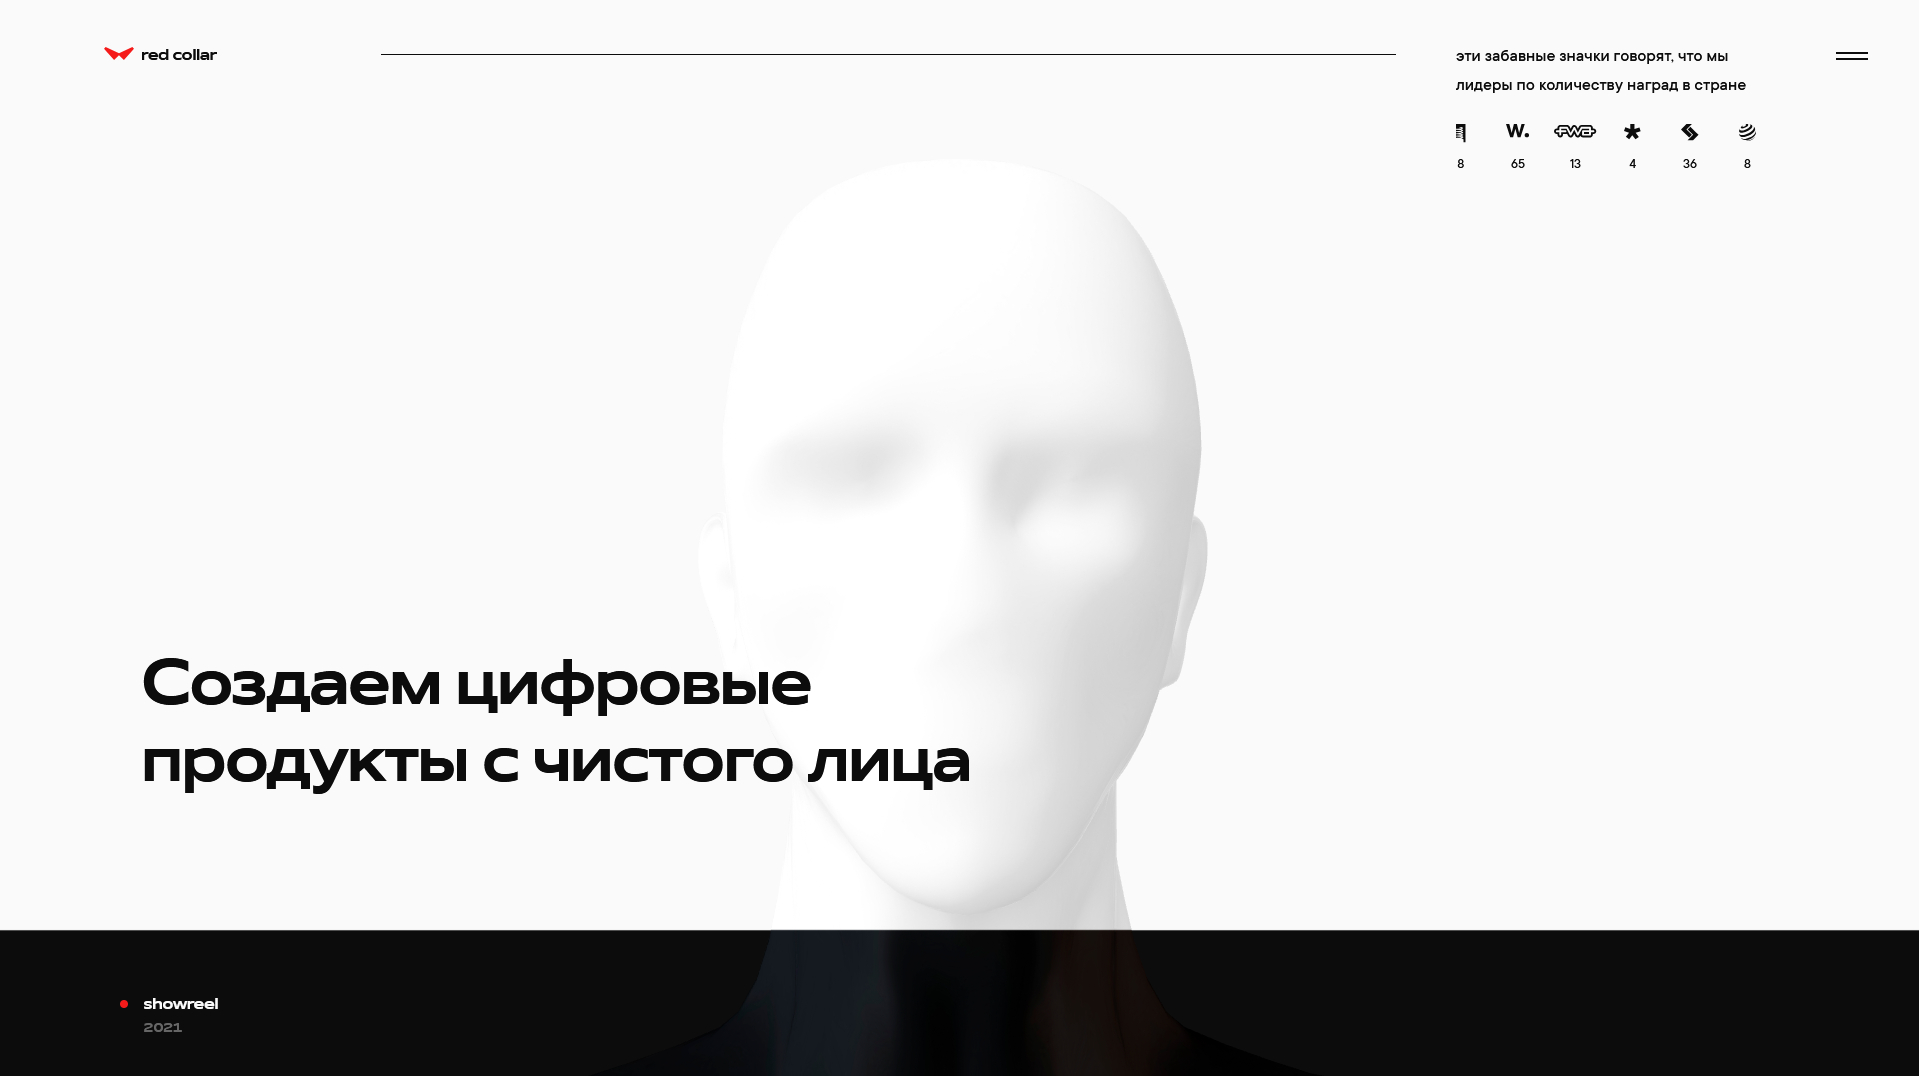 red collar
эти забавные значки говорят, что мы
лидеры по количеству наград в стране
W. FWA
8 65 13 4 36 8
Создаем цифровые
продукты с чистого лица
showreel
2021